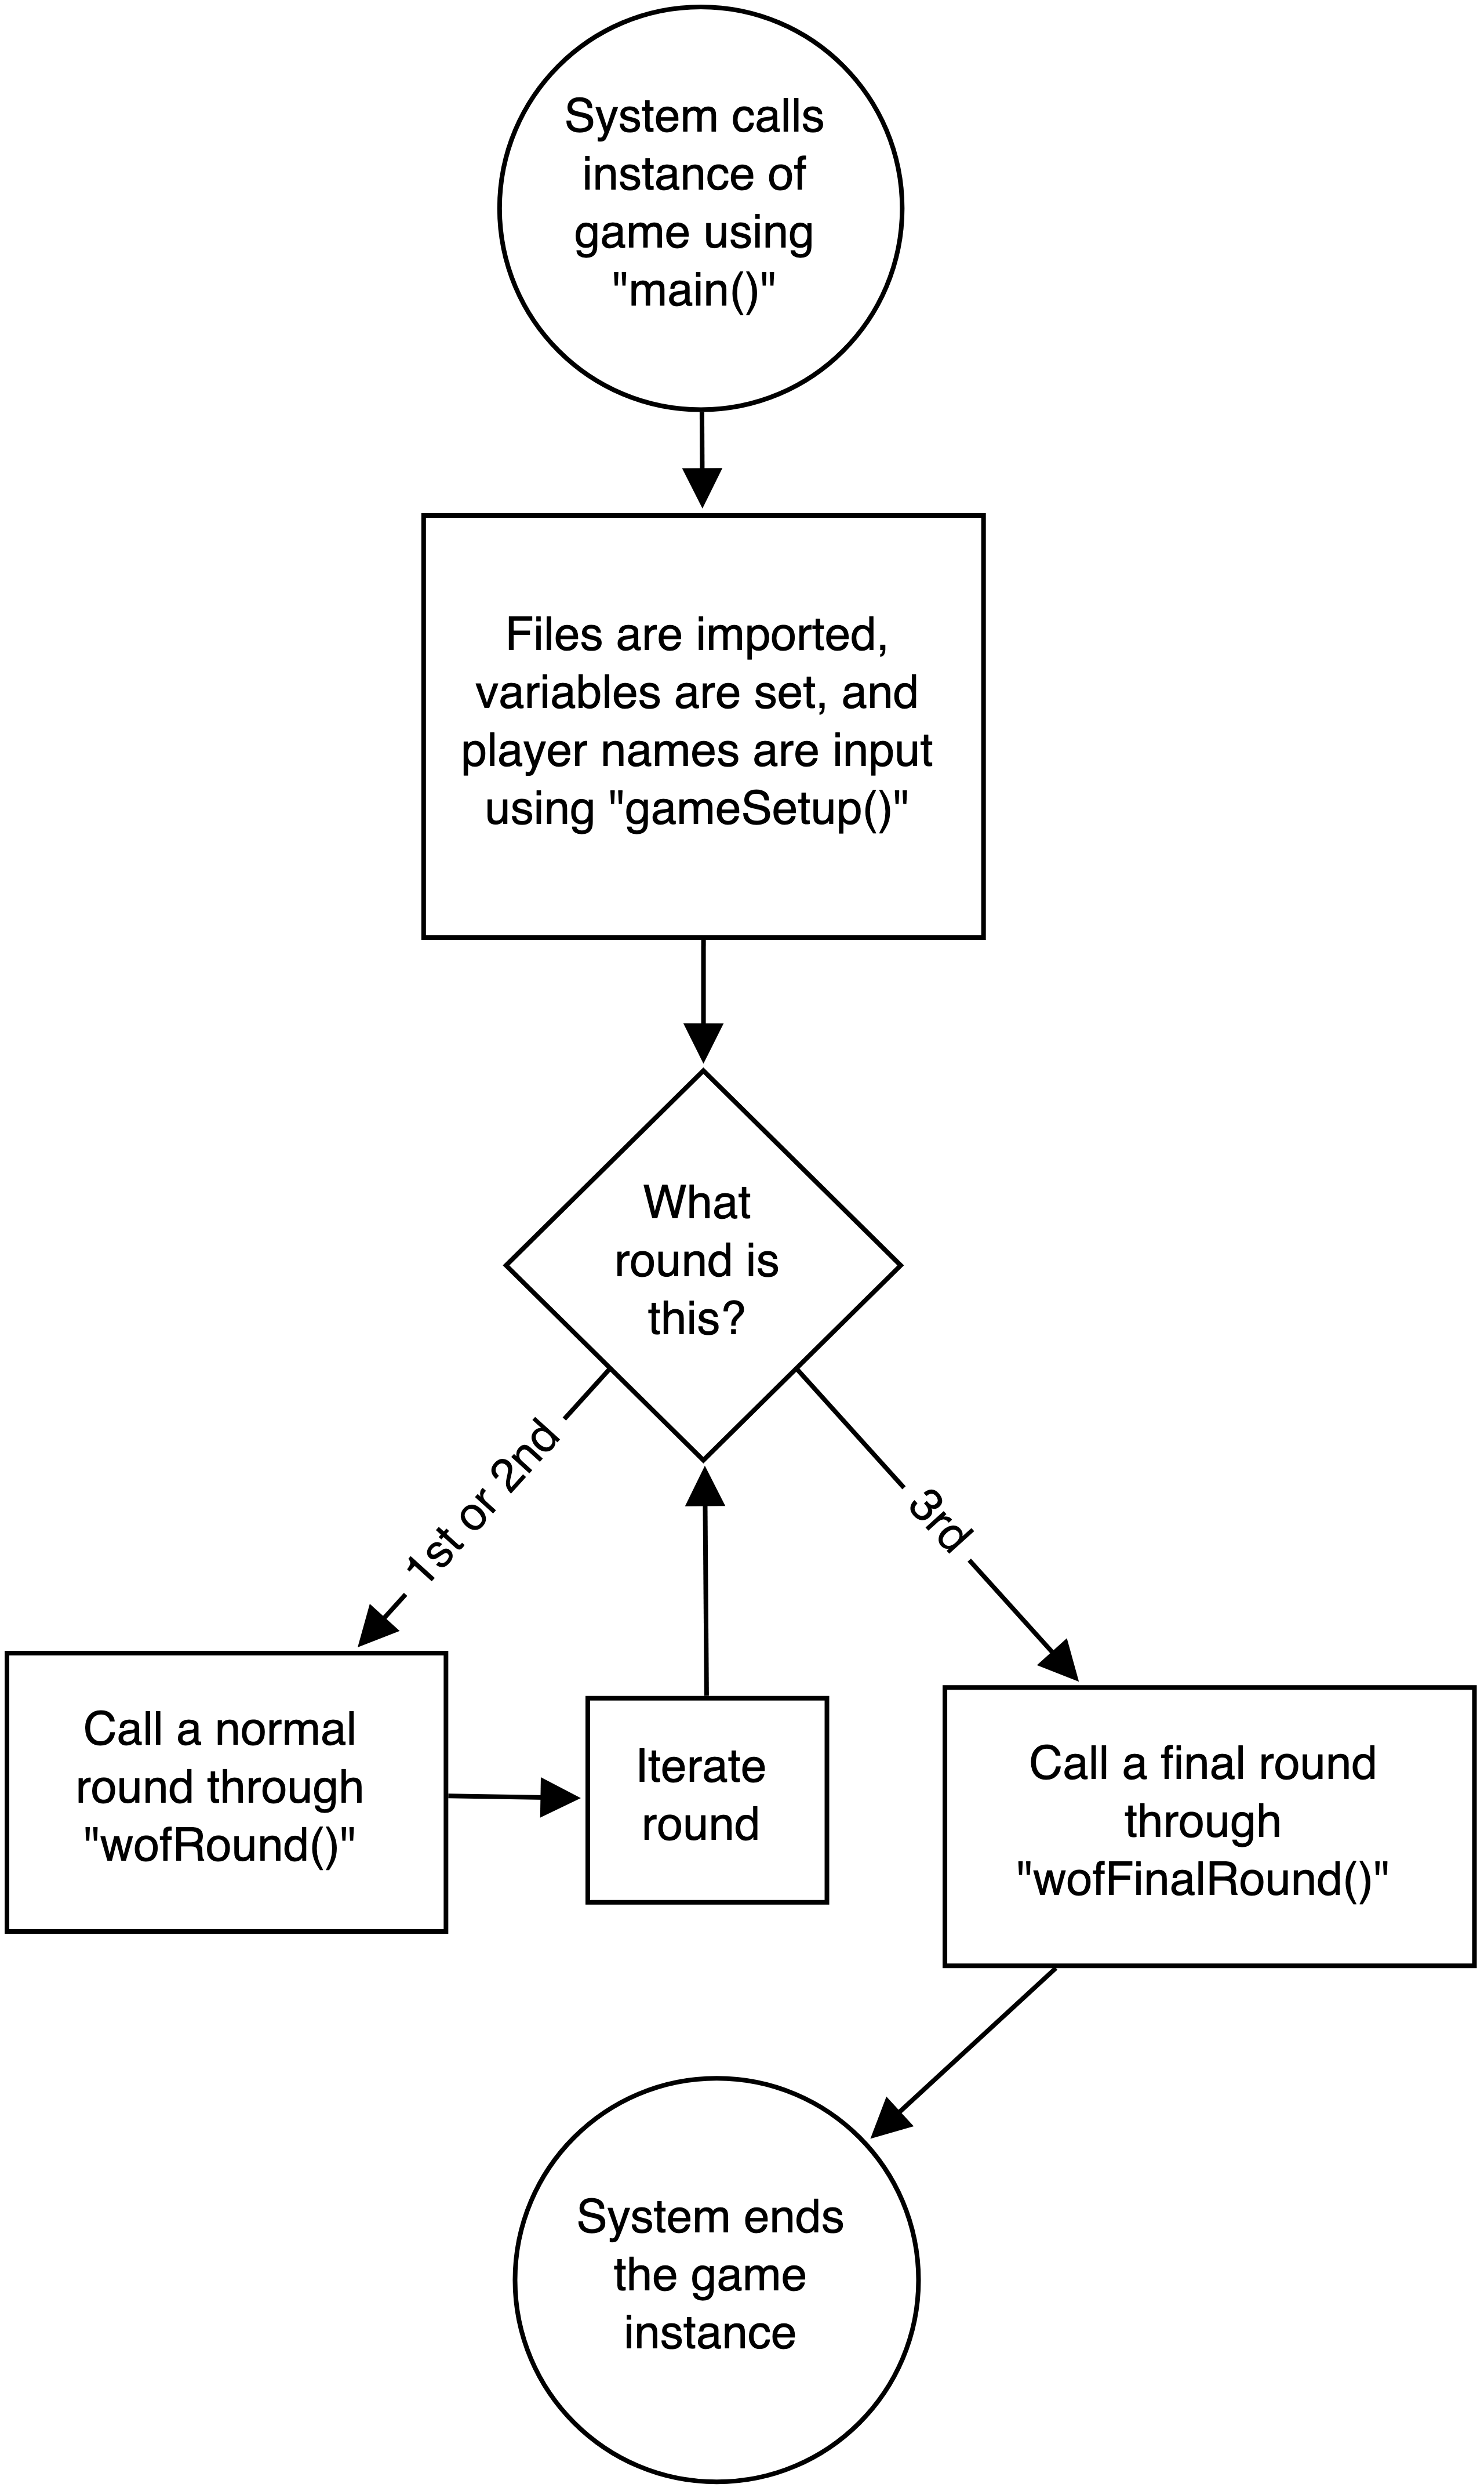 System calls
instance of
game using
"main()"
Files are imported,
variables are set, and
player names are input
using "gameSetup()"
What
round is
this?
1st or 2nd
3rd
Call a normal
round through
"wofRound()"
Iterate
round
Call a final round
through
"wofFinalRound()"
System ends
the game
instance